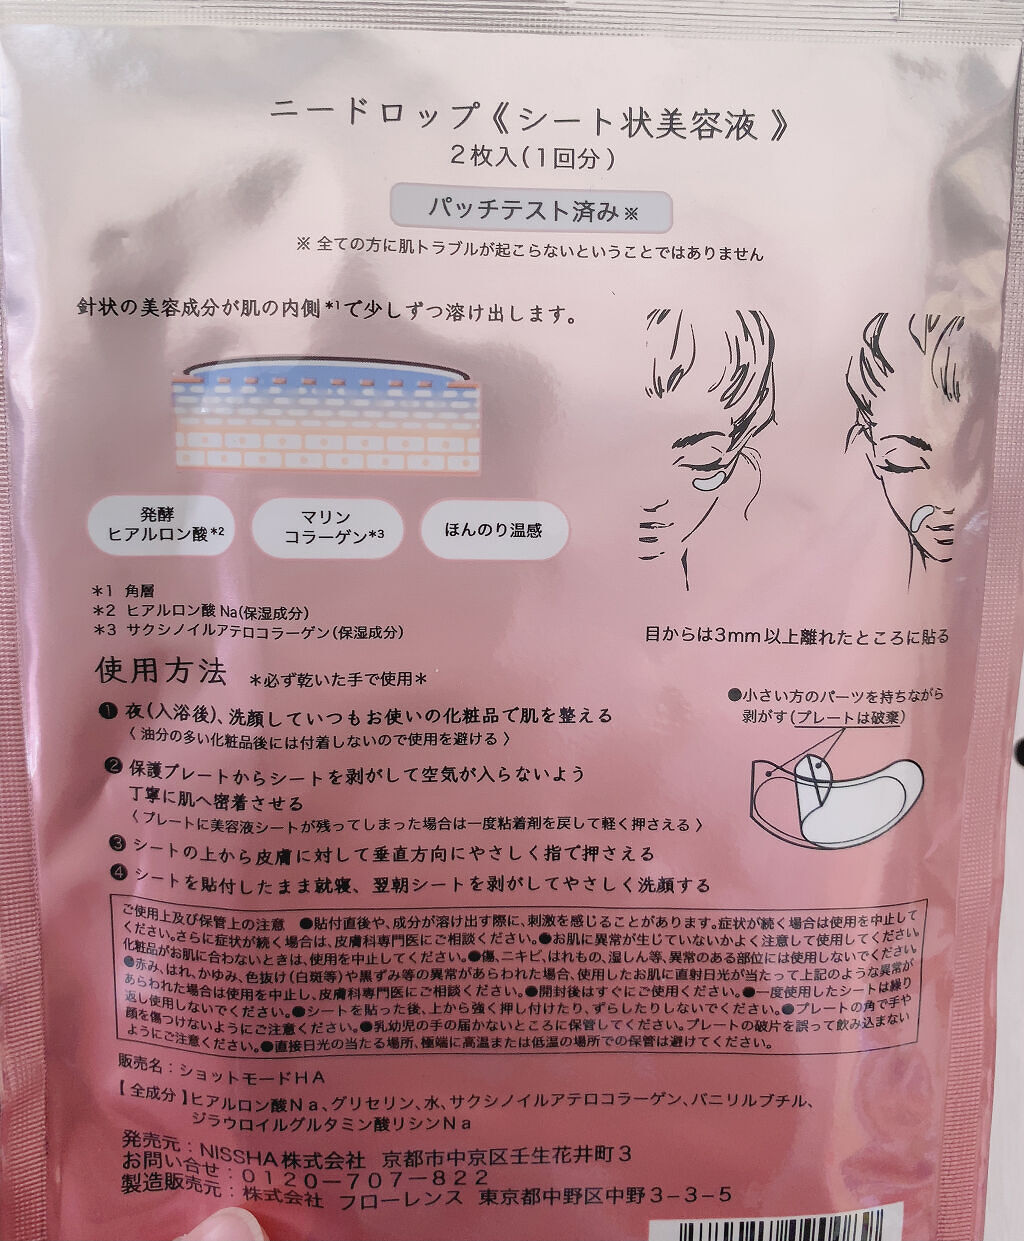 ニードロップ《シート状美容液》
2枚入(1回分)
パッチテスト済み※
※ 全ての方に肌トラブルが起こらないということではありません
針状の美容成分が肌の内側*1で少しずつ溶け出します。
発酵
ヒアルロン酸*2
マリン
コラーゲン*3
ほんのり温感
*1 角層
*2 ヒアルロン酸 Na(保湿成分)
*3 サクシノイルアテロコラーゲン(保湿成分)
目からは3mm以上離れたところに貼る
使用方法 *必ず乾いた手で使用*
❶ 夜(入浴後)、洗顔していつもお使いの化粧品で肌を整える
〈 油分の多い化粧品後には付着しないので使用を避ける 〉
❷ 保護プレートからシートを剥がして空気が入らないよう
丁寧に肌へ密着させる
〈 プレートに美容液シートが残ってしまった場合は一度粘着剤を戻して軽く押さえる 〉
❸ シートの上から皮膚に対して垂直方向にやさしく指で押さえる
❹ シートを貼付したまま就寝、翌朝シートを剥がしてやさしく洗顔する
●小さい方のパーツを持ちながら
剥がす(プレートは破棄)
ご使用上及び保管上の注意 ●貼付直後や、成分が溶け出す際に、刺激を感じることがあります。症状が続く場合は使用を中止して
ください。さらに症状が続く場合は、皮膚科専門医にご相談ください。●お肌に異常が生じていないかよく注意して使用してください。
化粧品がお肌に合わないときは、使用を中止してください。●傷、ニキビ、はれもの、湿しん等、異常のある部位には使用しないでください。
●赤み、はれ、かゆみ、色抜け(白斑等)や黒ずみ等の異常があらわれた場合、使用したお肌に直射日光が当たって上記のような異常が
あらわれた場合は使用を中止し、皮膚科専門医にご相談ください。●開封後はすぐにご使用ください。●一度使用したシートは繰り
返し使用しないでください。●シートを貼った後、上から強く押し付けたり、ずらしたりしないでください。●プレートの角で手や
顔を傷つけないようにご注意ください。●乳幼児の手の届かないところに保管してください。プレートの破片を誤って飲み込まない
ようにご注意ください。●直接日光の当たる場所、極端に高温または低温の場所での保管は避けてください。
販売名：ショットモードHA
【全成分】ヒアルロン酸Na、グリセリン、水、サクシノイルアテロコラーゲン、バニリルブチル、
ジラウロイルグルタミン酸リシンNa
発売元：NISSHA株式会社 京都市中京区壬生花井町3
お問い合せ：0120-707-822
製造販売元：株式会社 フローレンス 東京都中野区中野3-3-5